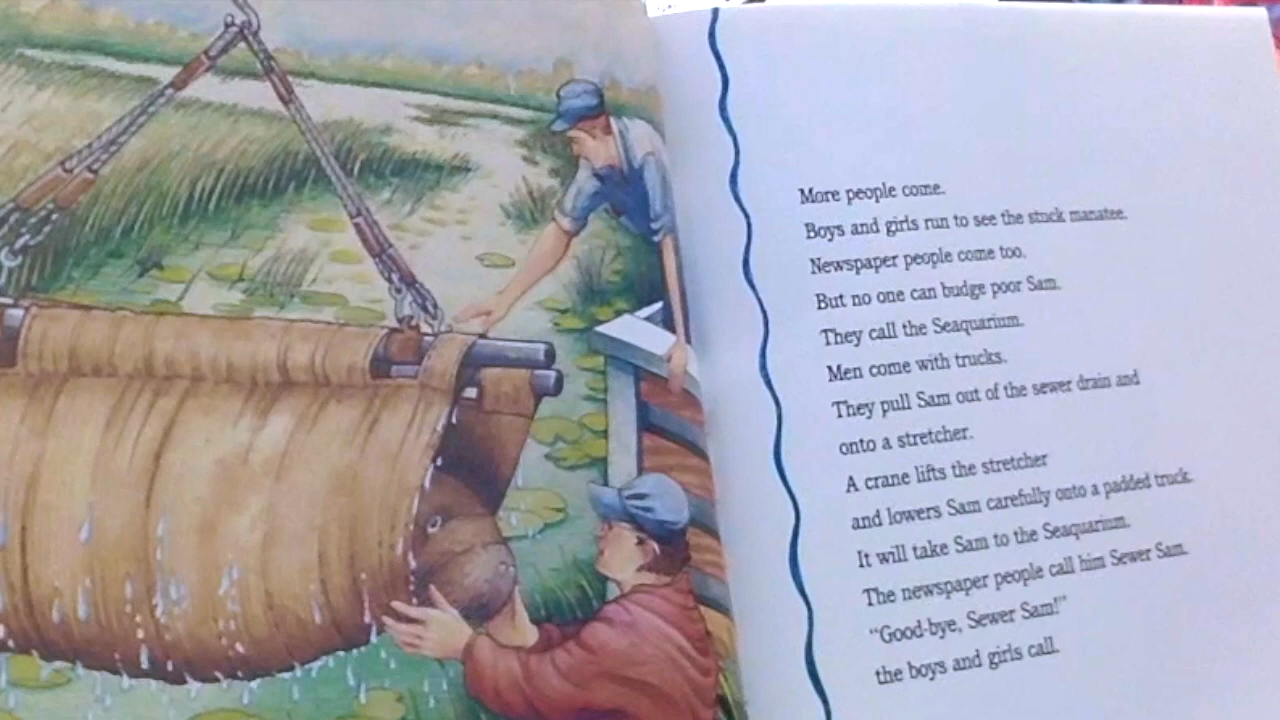 More people come.
Boys and girls run to see the stuck manatee.
Newspaper people come too.
But no one can budge poor Sam.
They call the Seaquarium.
Men come with trucks.
They pull Sam out of the sewer drain and
onto a stretcher.
A crane lifts the stretcher
and lowers Sam carefully onto a padded truck.
It will take Sam to the Seaquarium.
The newspaper people call him Sewer Sam.
“Good-bye, Sewer Sam!”
the boys and girls call.